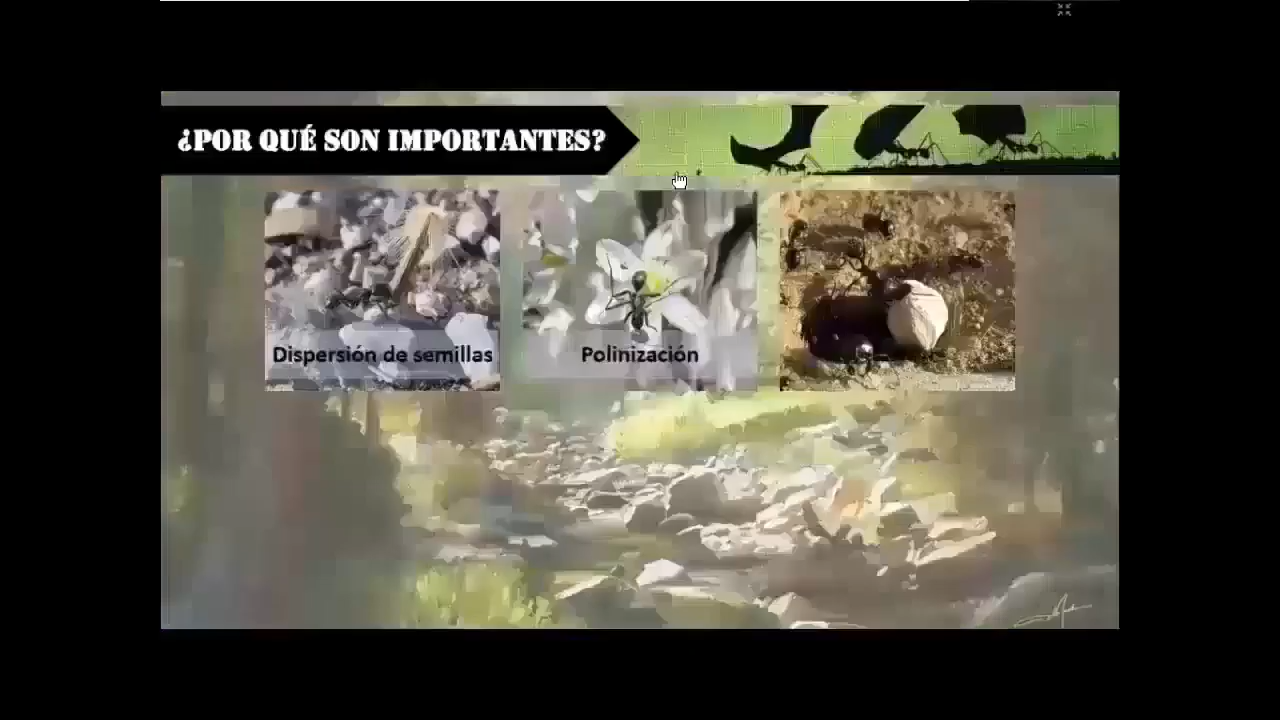 ¿POR QUÉ SON IMPORTANTES?
Dispersión de semillas
Polinización